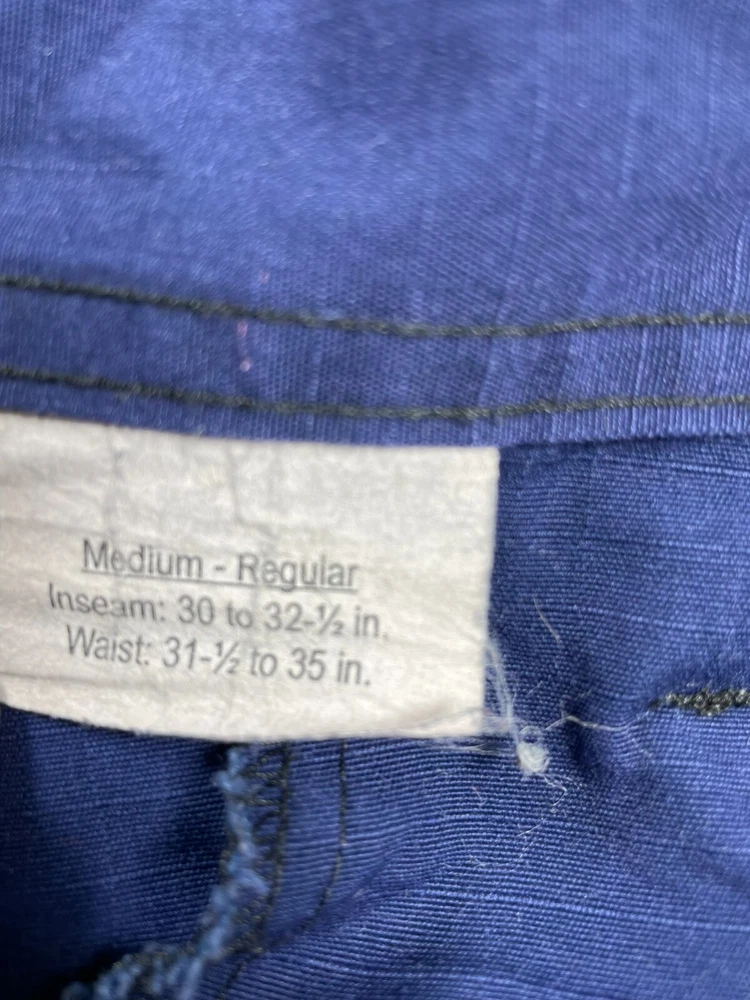 Medium - Regular
Inseam: 30 to 32-½ in.
Waist: 31-½ to 35 in.